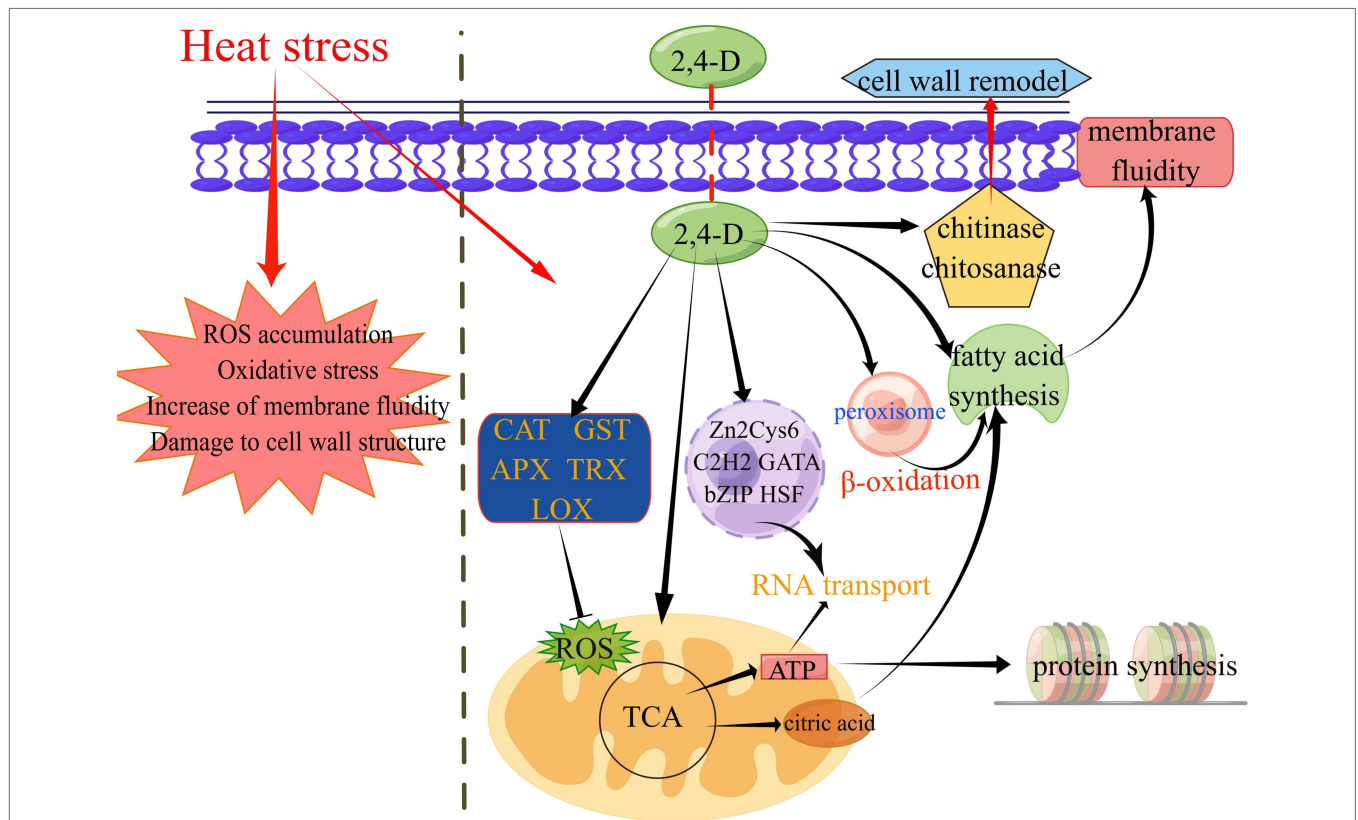 Heat stress
2,4-D
cell wall remodel
membrane
fluidity
2,4-D
chitinase
chitosanase
ROS accumulation
Oxidative stress
Increase of membrane fluidity
Damage to cell wall structure
fatty acid
synthesis
CAT GST
APX TRX
LOX
Zn2Cys6
C2H2 GATA
bZIP HSF
peroxisome
β-oxidation
RNA transport
ROS
ATP
protein synthesis
TCA
citric acid